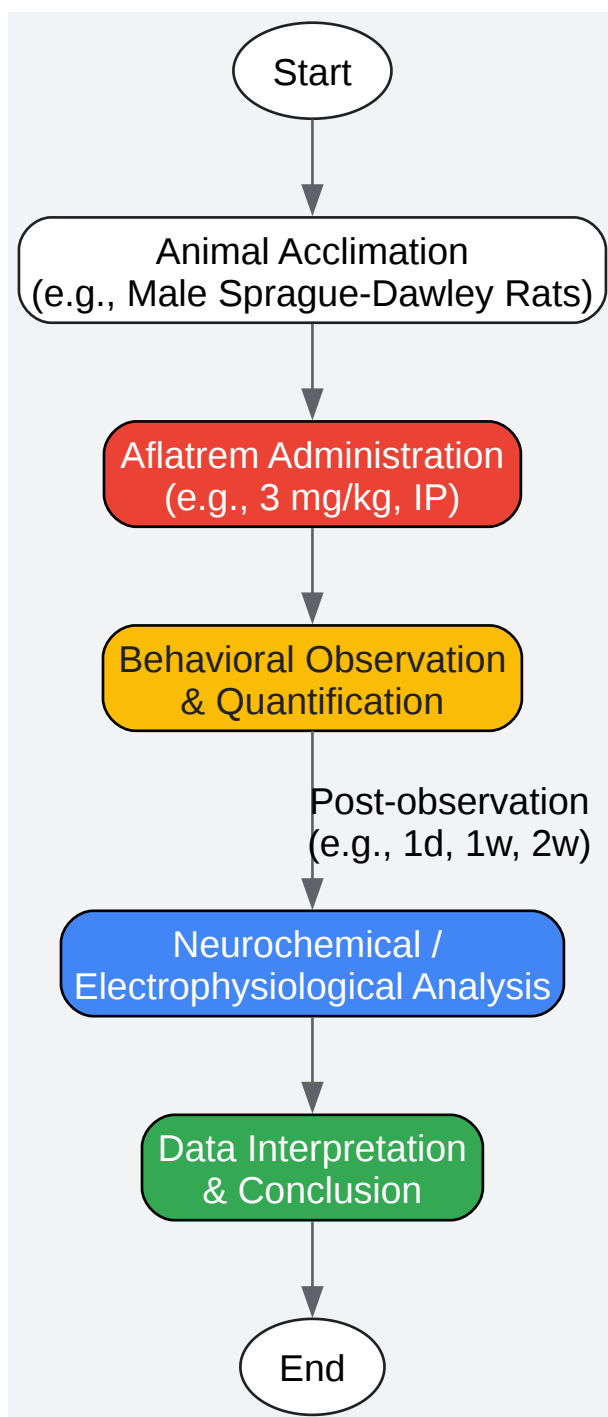 Start
Animal Acclimation
(e.g., Male Sprague-Dawley Rats)
Aflatrem Administration
(e.g., 3 mg/kg, IP)
Behavioral Observation
& Quantification
Post-observation
(e.g., 1d, 1w, 2w)
Neurochemical /
Electrophysiological Analysis
Data Interpretation
& Conclusion
End